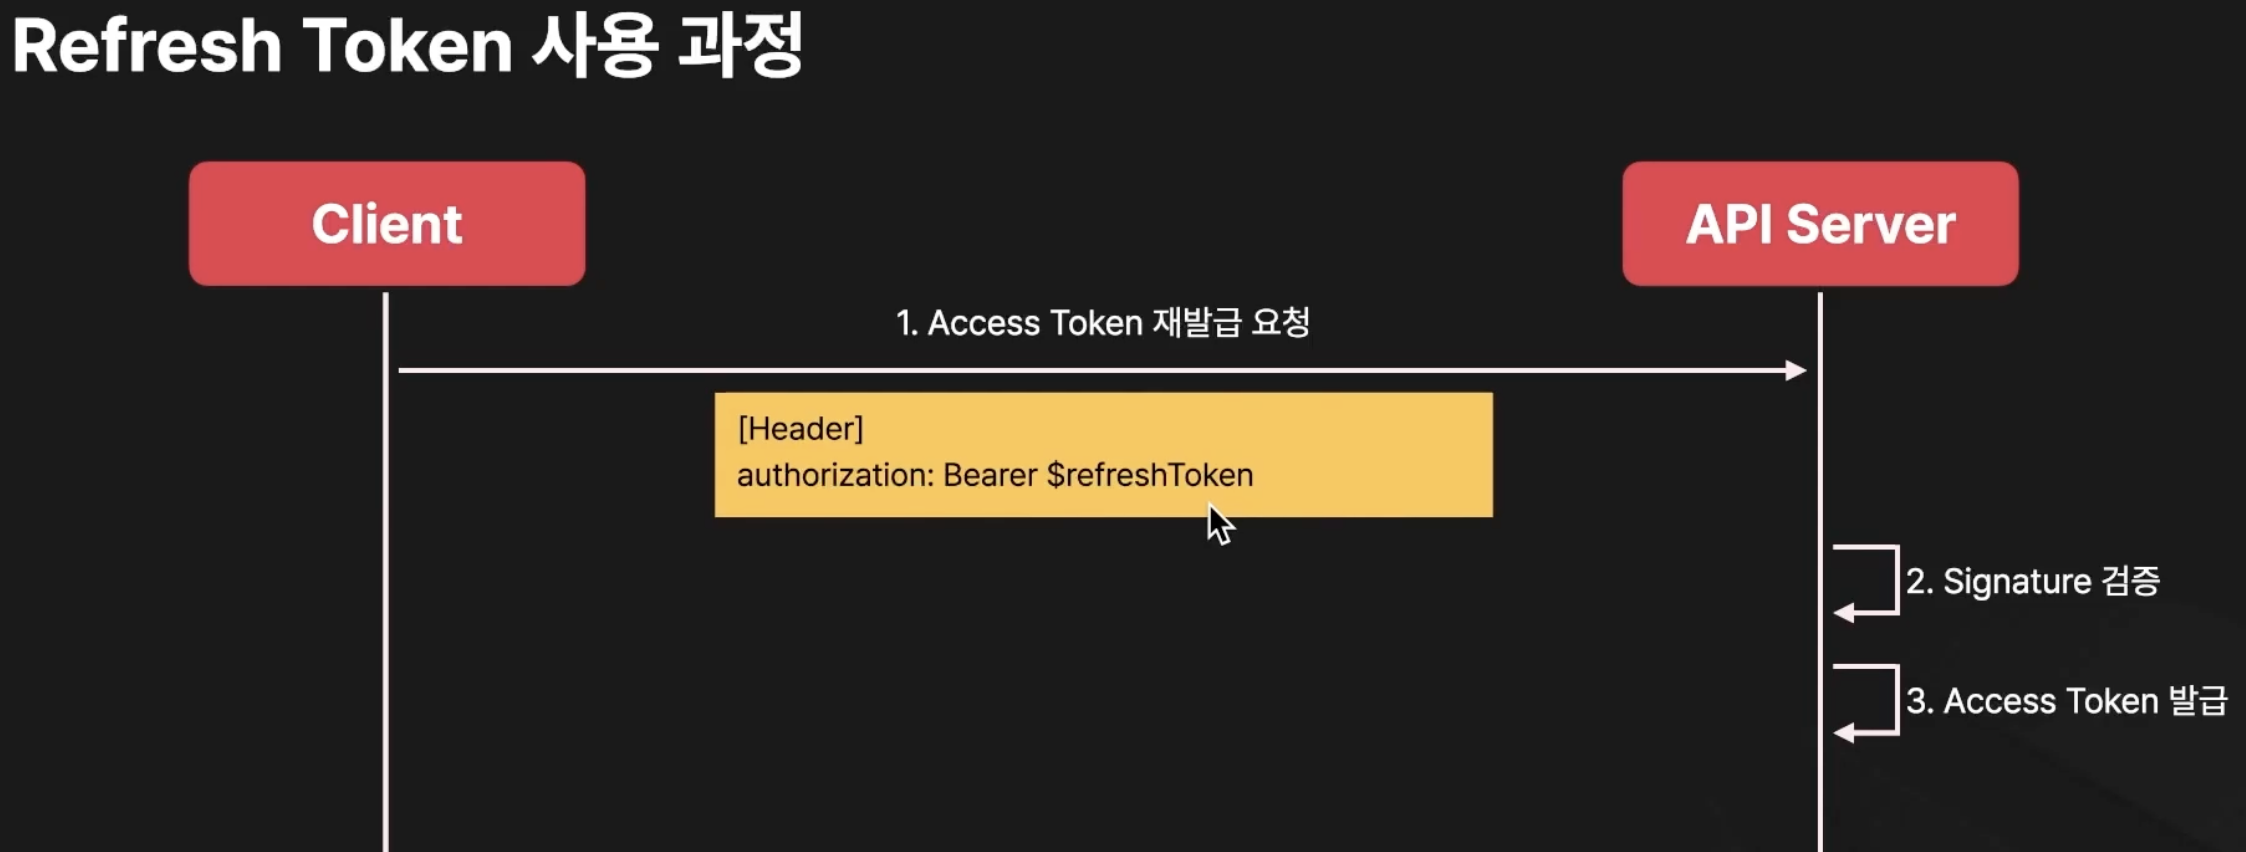 Refresh Token 사용 과정
Client
API Server
1. Access Token 재발급 요청
[Header]
authorization: Bearer $refreshToken
2. Signature 검증
3. Access Token 발급